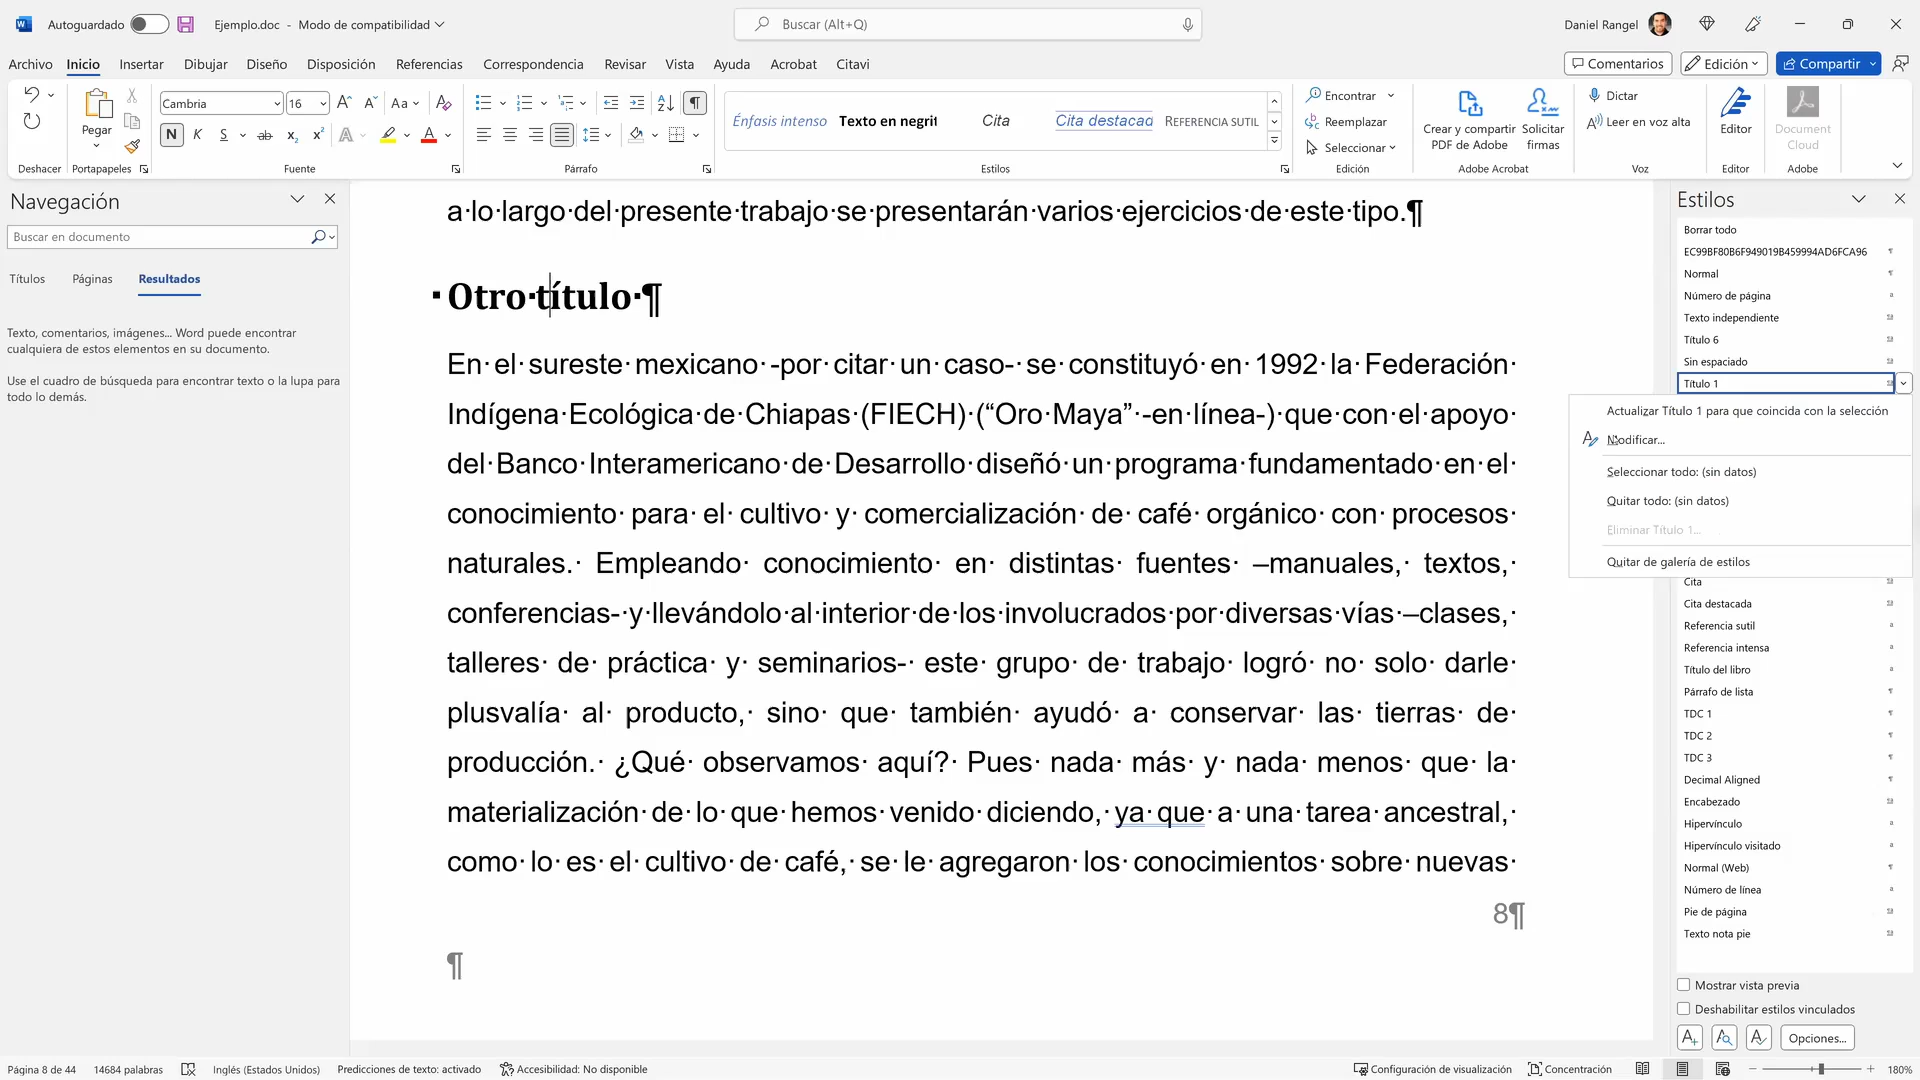 Autoguardado
Ejemplo.doc - Modo de compatibilidad
Buscar (Alt+Q)
Daniel Rangel
Archivo Inicio Insertar Dibujar Diseño Disposición Referencias Correspondencia Revisar Vista Ayuda Acrobat Citavi
Comentarios Edición Compartir
Pegar
Cambria 16
Aa
N K S ab x₂ x²
Énfasis intenso Texto en negrit Cita Cita destacad REFERENCIA SUTIL
Encontrar
Reemplazar
Seleccionar
Crear y compartir PDF de Adobe
Solicitar firmas
Dictar
Leer en voz alta
Editor
Document Cloud
Deshacer Portapapeles Fuente Párrafo Estilos Edición Adobe Acrobat Voz Editor Adobe
Navegación
Buscar en documento
Títulos Páginas Resultados
Texto, comentarios, imágenes... Word puede encontrar
cualquiera de estos elementos en su documento.
Use el cuadro de búsqueda para encontrar texto o la lupa para
todo lo demás.
a·lo·largo·del·presente·trabajo·se·presentarán·varios·ejercicios·de·este·tipo.¶
Otro·título·¶
En· el· sureste· mexicano· -por· citar· un· caso-· se· constituyó· en· 1992· la· Federación·
Indígena·Ecológica·de·Chiapas·(FIECH)·(“Oro·Maya”·-en·línea-)·que·con·el·apoyo·
del·Banco·Interamericano·de·Desarrollo·diseñó·un·programa·fundamentado·en·el·
conocimiento· para· el· cultivo· y· comercialización· de· café· orgánico· con· procesos·
naturales.· Empleando· conocimiento· en· distintas· fuentes· –manuales,· textos,·
conferencias-·y·llevándolo·al·interior·de·los·involucrados·por·diversas·vías·–clases,·
talleres· de· práctica· y· seminarios-· este· grupo· de· trabajo· logró· no· solo· darle·
plusvalía· al· producto,· sino· que· también· ayudó· a· conservar· las· tierras· de·
producción.· ¿Qué· observamos· aquí?· Pues· nada· más· y· nada· menos· que· la·
materialización·de·lo·que·hemos·venido·diciendo,·ya·que·a·una·tarea·ancestral,·
como·lo·es·el·cultivo·de·café,·se·le·agregaron·los·conocimientos·sobre·nuevas·
8¶
¶
Estilos
Borrar todo
EC99BF80B6F949019B459994AD6FCA96
Normal
Número de página
Texto independiente
Título 6
Sin espaciado
Título 1
Actualizar Título 1 para que coincida con la selección
Modificar...
Seleccionar todo: (sin datos)
Quitar todo: (sin datos)
Eliminar Título 1...
Quitar de galería de estilos
Cita
Cita destacada
Referencia sutil
Referencia intensa
Título del libro
Párrafo de lista
TDC 1
TDC 2
TDC 3
Decimal Aligned
Encabezado
Hipervínculo
Hipervínculo visitado
Normal (Web)
Número de línea
Pie de página
Texto nota pie
Mostrar vista previa
Deshabilitar estilos vinculados
Opciones...
Página 8 de 44 14684 palabras Inglés (Estados Unidos) Predicciones de texto: activado Accesibilidad: No disponible Configuración de visualización Concentración 180%